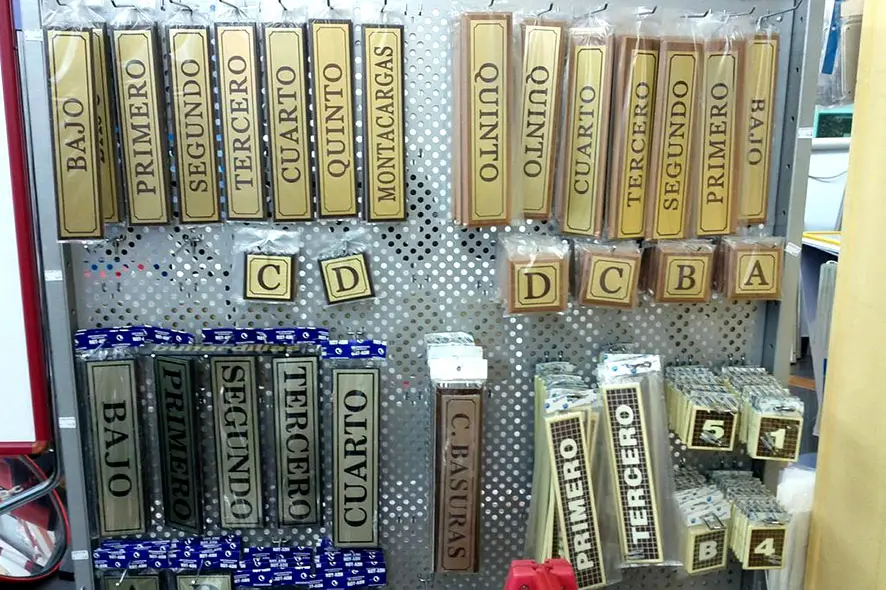 BAJO
PRIMERO
SEGUNDO
TERCERO
CUARTO
QUINTO
MONTACARGAS
QUINTO
QUINTO
CUARTO
TERCERO
SEGUNDO
PRIMERO
BAJO
C
D
D
C
B
A
BAJO
PRIMERO
SEGUNDO
TERCERO
CUARTO
C. BASURAS
PRIMERO
TERCERO
5
1
B
4